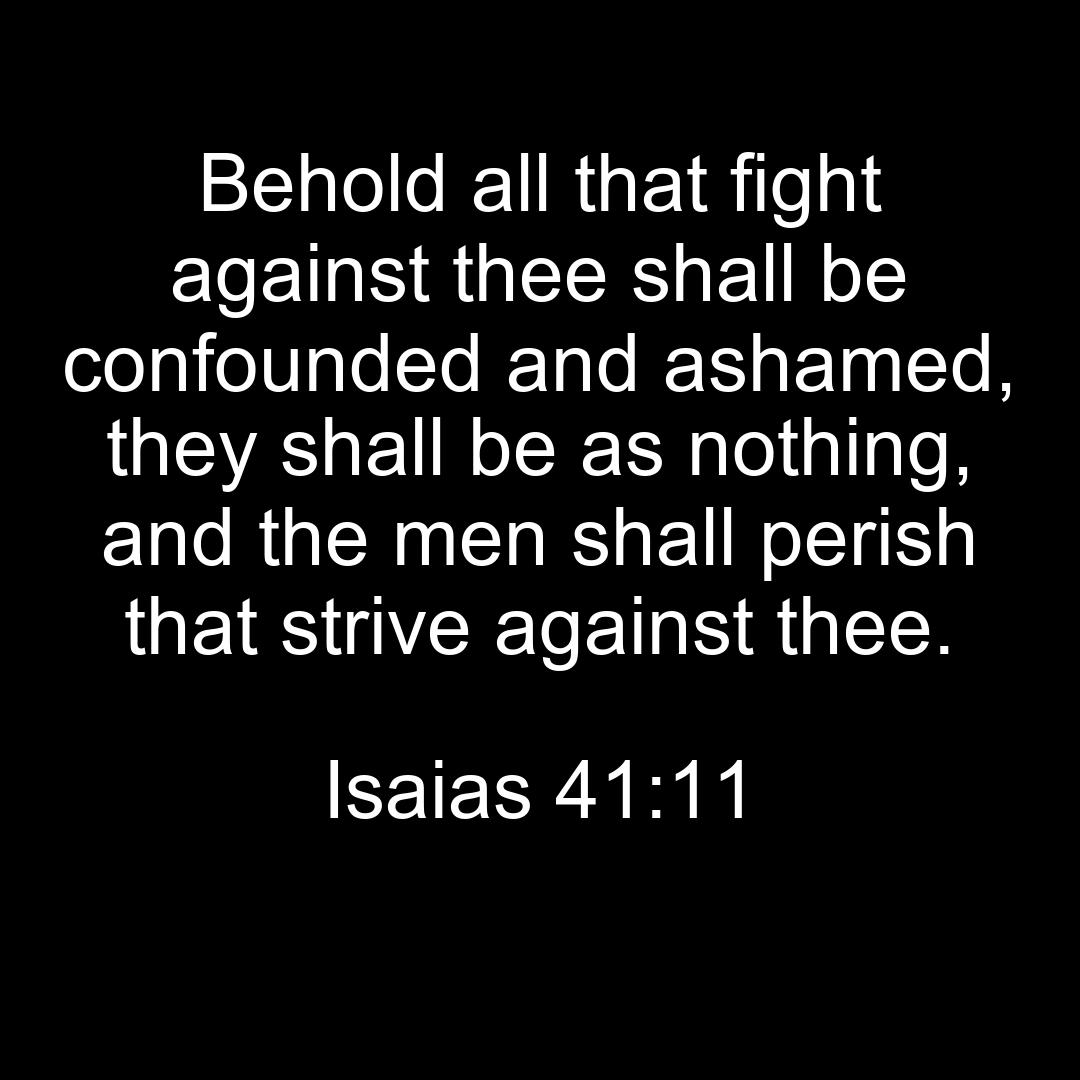 Behold all that fight
against thee shall be
confounded and ashamed,
they shall be as nothing,
and the men shall perish
that strive against thee.
Isaias 41:11